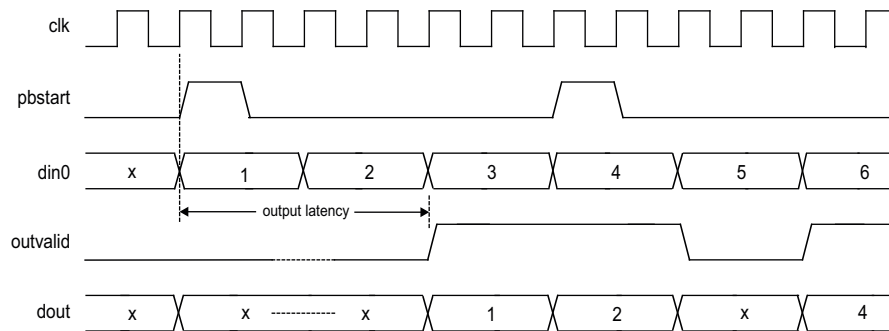 clk
pbstart
din0 x 1 2 3 4 5 6
output latency
outvalid
dout x x x 1 2 x 4